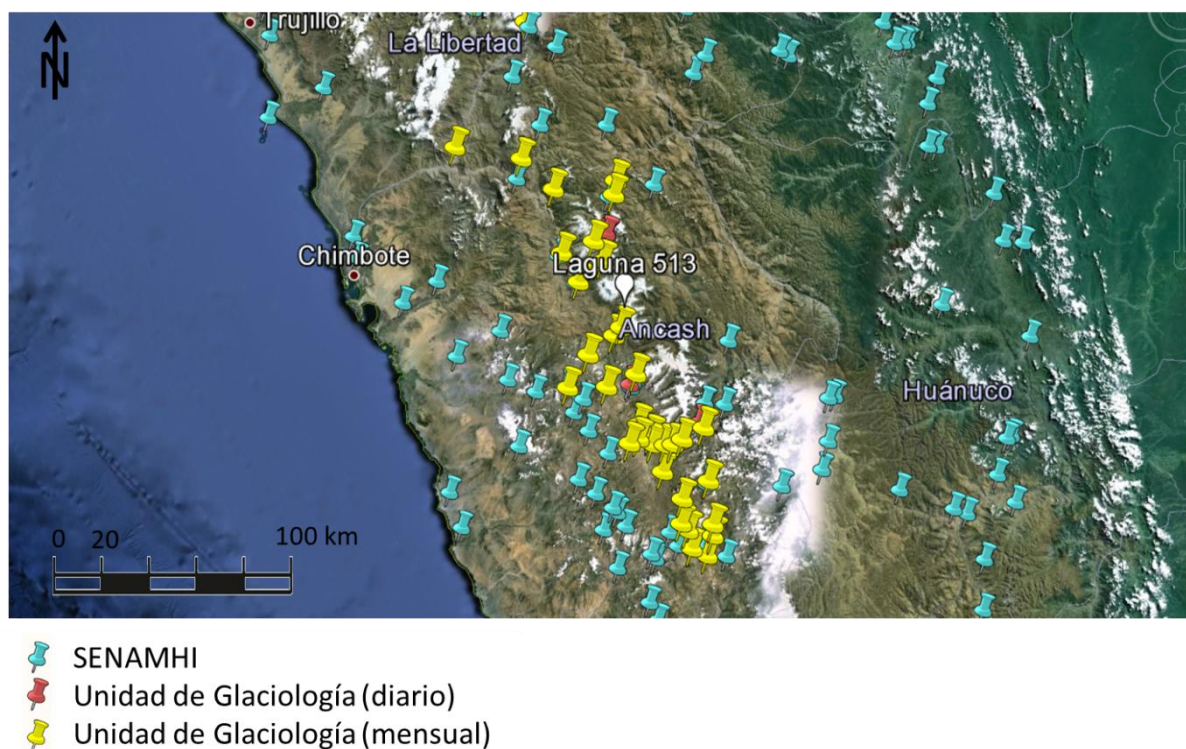 Trujillo
La Libertad
N
Chimbote
Laguna 513
Ancash
Huánuco
0 20 100 km
SENAMHI
Unidad de Glaciología (diario)
Unidad de Glaciología (mensual)